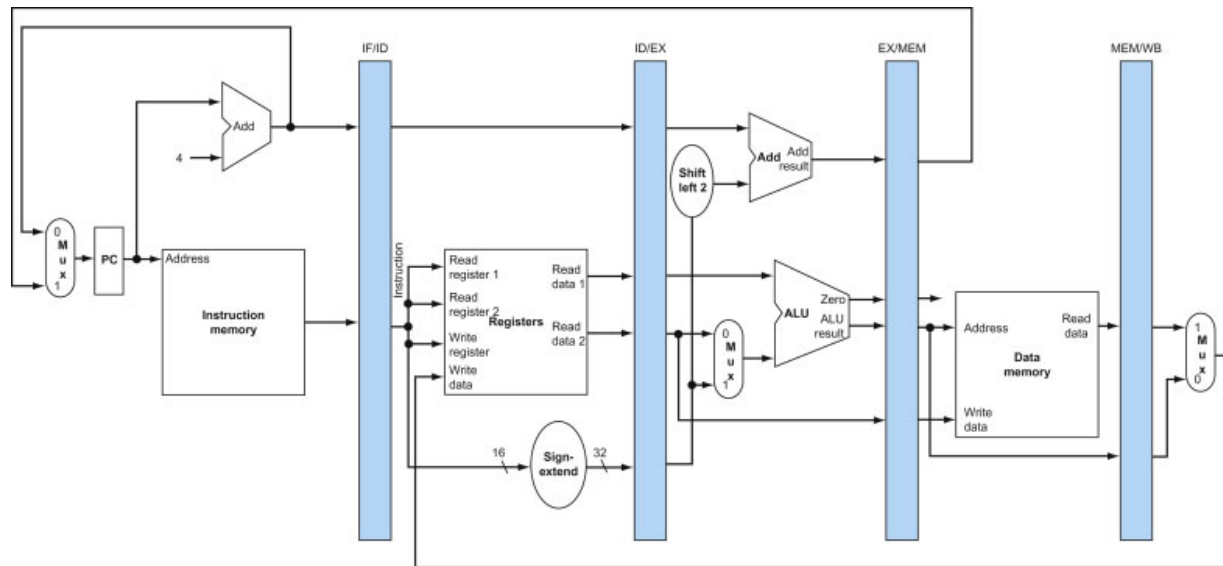 IF/ID
ID/EX
EX/MEM
MEM/WB
Add
4
Add
Add
result
Shift
left 2
0
M
u
x
1
PC
Address
Instruction
memory
Instruction
Read
register 1
Read
register 2
Write
register
Write
data
Registers
Read
data 1
Read
data 2
0
M
u
x
1
Zero
ALU
ALU
result
Address
Read
data
Data
memory
Write
data
1
M
u
x
0
16
Sign-
extend
32